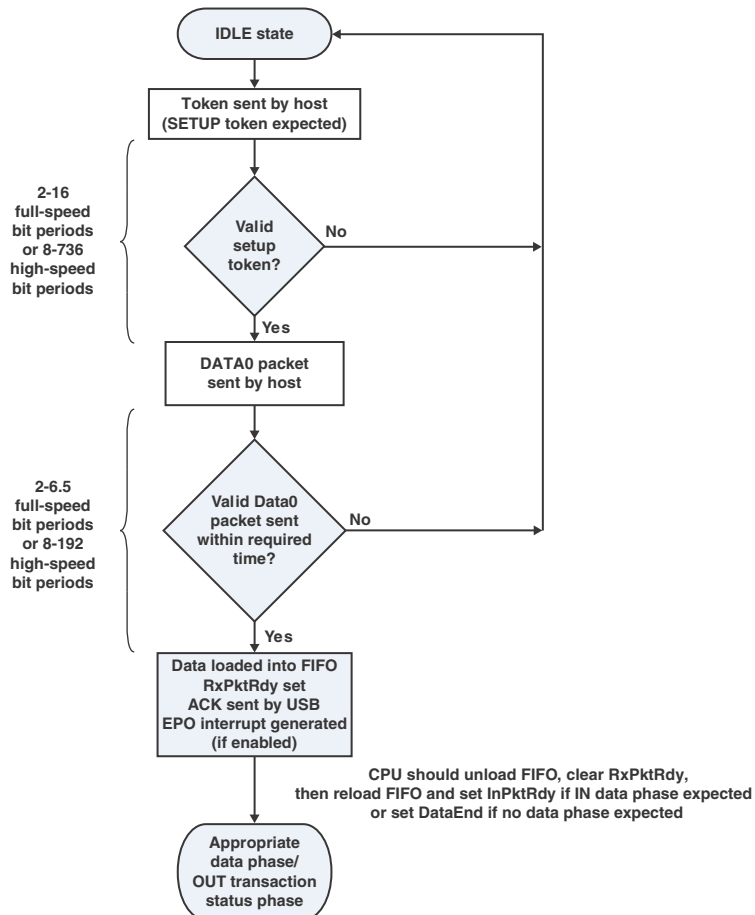 IDLE state
Token sent by host
(SETUP token expected)
2-16
full-speed
bit periods
or 8-736
high-speed
bit periods
Valid
setup
token?
No
Yes
DATA0 packet
sent by host
2-6.5
full-speed
bit periods
or 8-192
high-speed
bit periods
Valid Data0
packet sent
within required
time?
No
Yes
Data loaded into FIFO
RxPktRdy set
ACK sent by USB
EPO interrupt generated
(if enabled)
CPU should unload FIFO, clear RxPktRdy,
then reload FIFO and set InPktRdy if IN data phase expected
or set DataEnd if no data phase expected
Appropriate
data phase/
OUT transaction
status phase